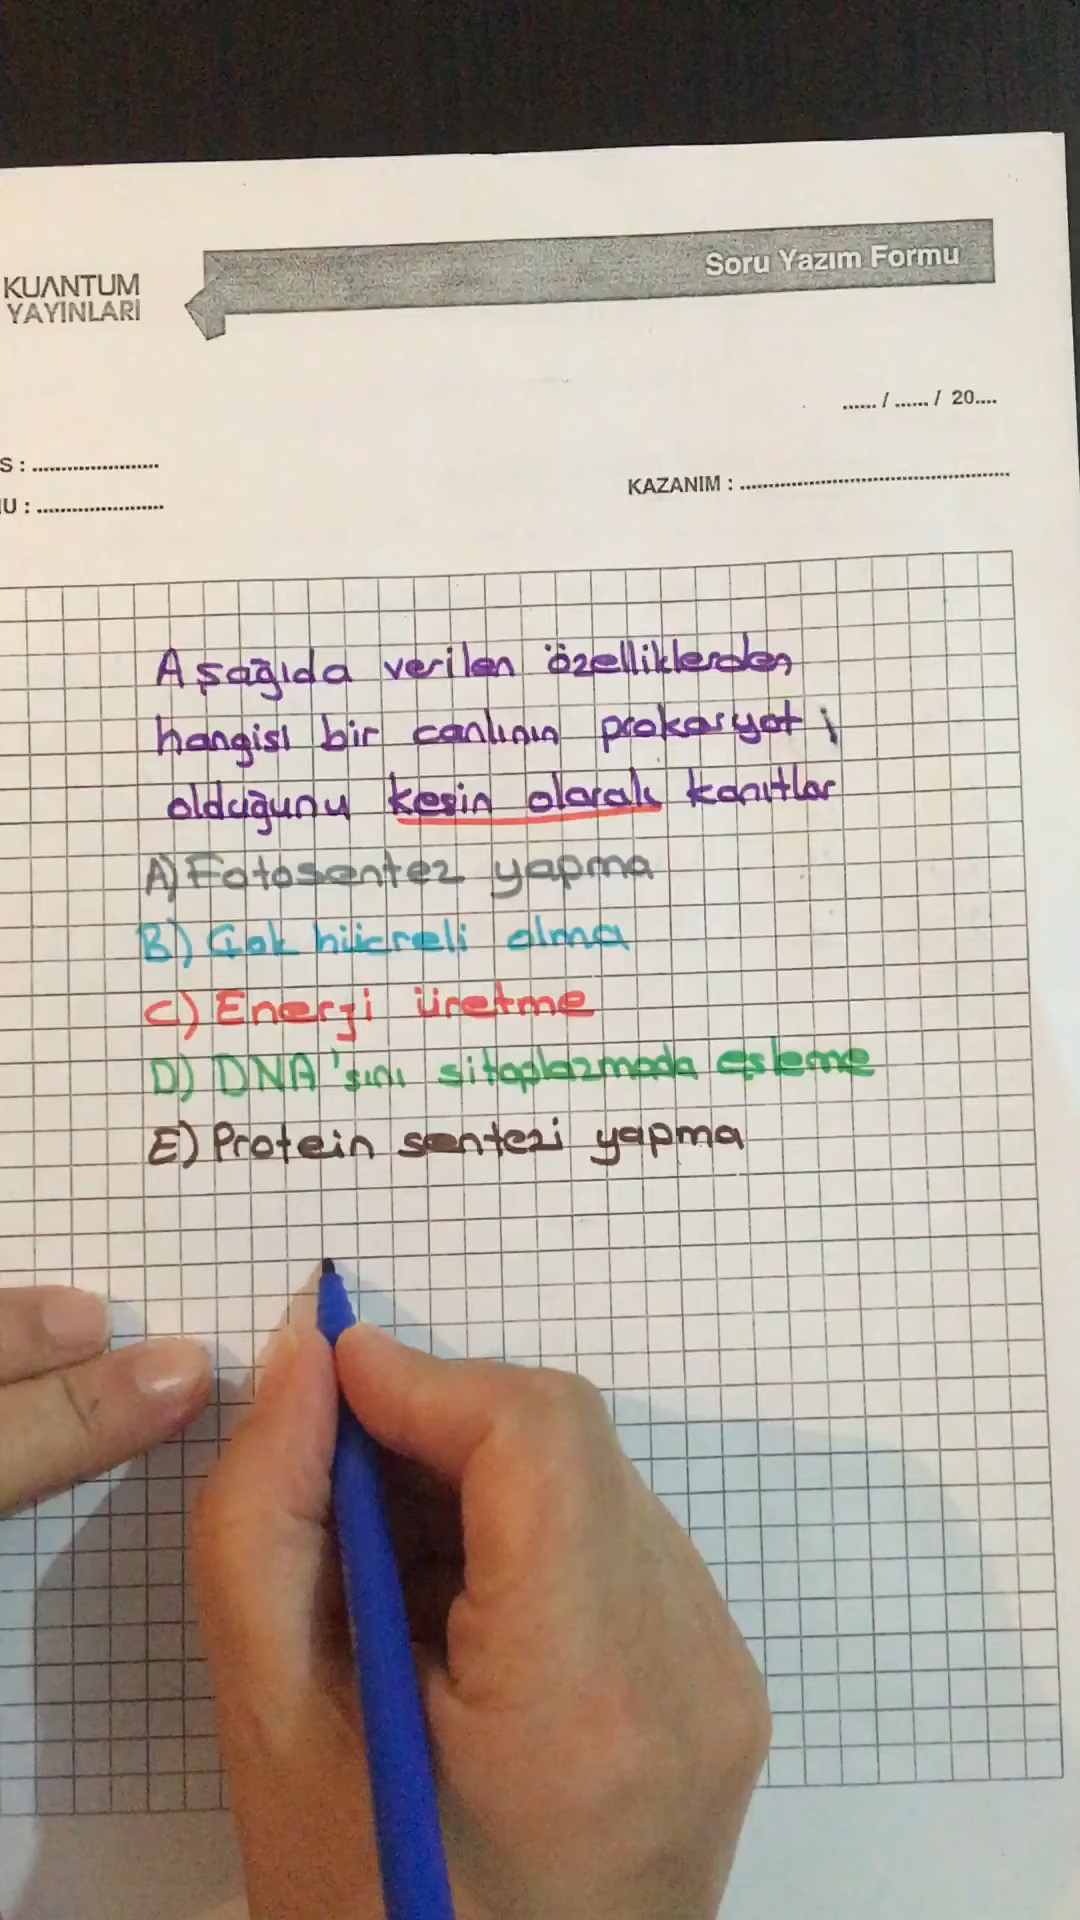 KUANTUM
YAYINLARI
Soru Yazım Formu
...... / ...... / 20....
S : ......................
U : ......................
KAZANIM : ................................................
Aşağıda verilen özelliklerden
hangisi bir canlının prokaryot
olduğunu kesin olarak kanıtlar
A) Fotosentez yapma
B) Çok hücreli olma
C) Enerji üretme
D) DNA'sını sitoplazmada eşleme
E) Protein sentezi yapma